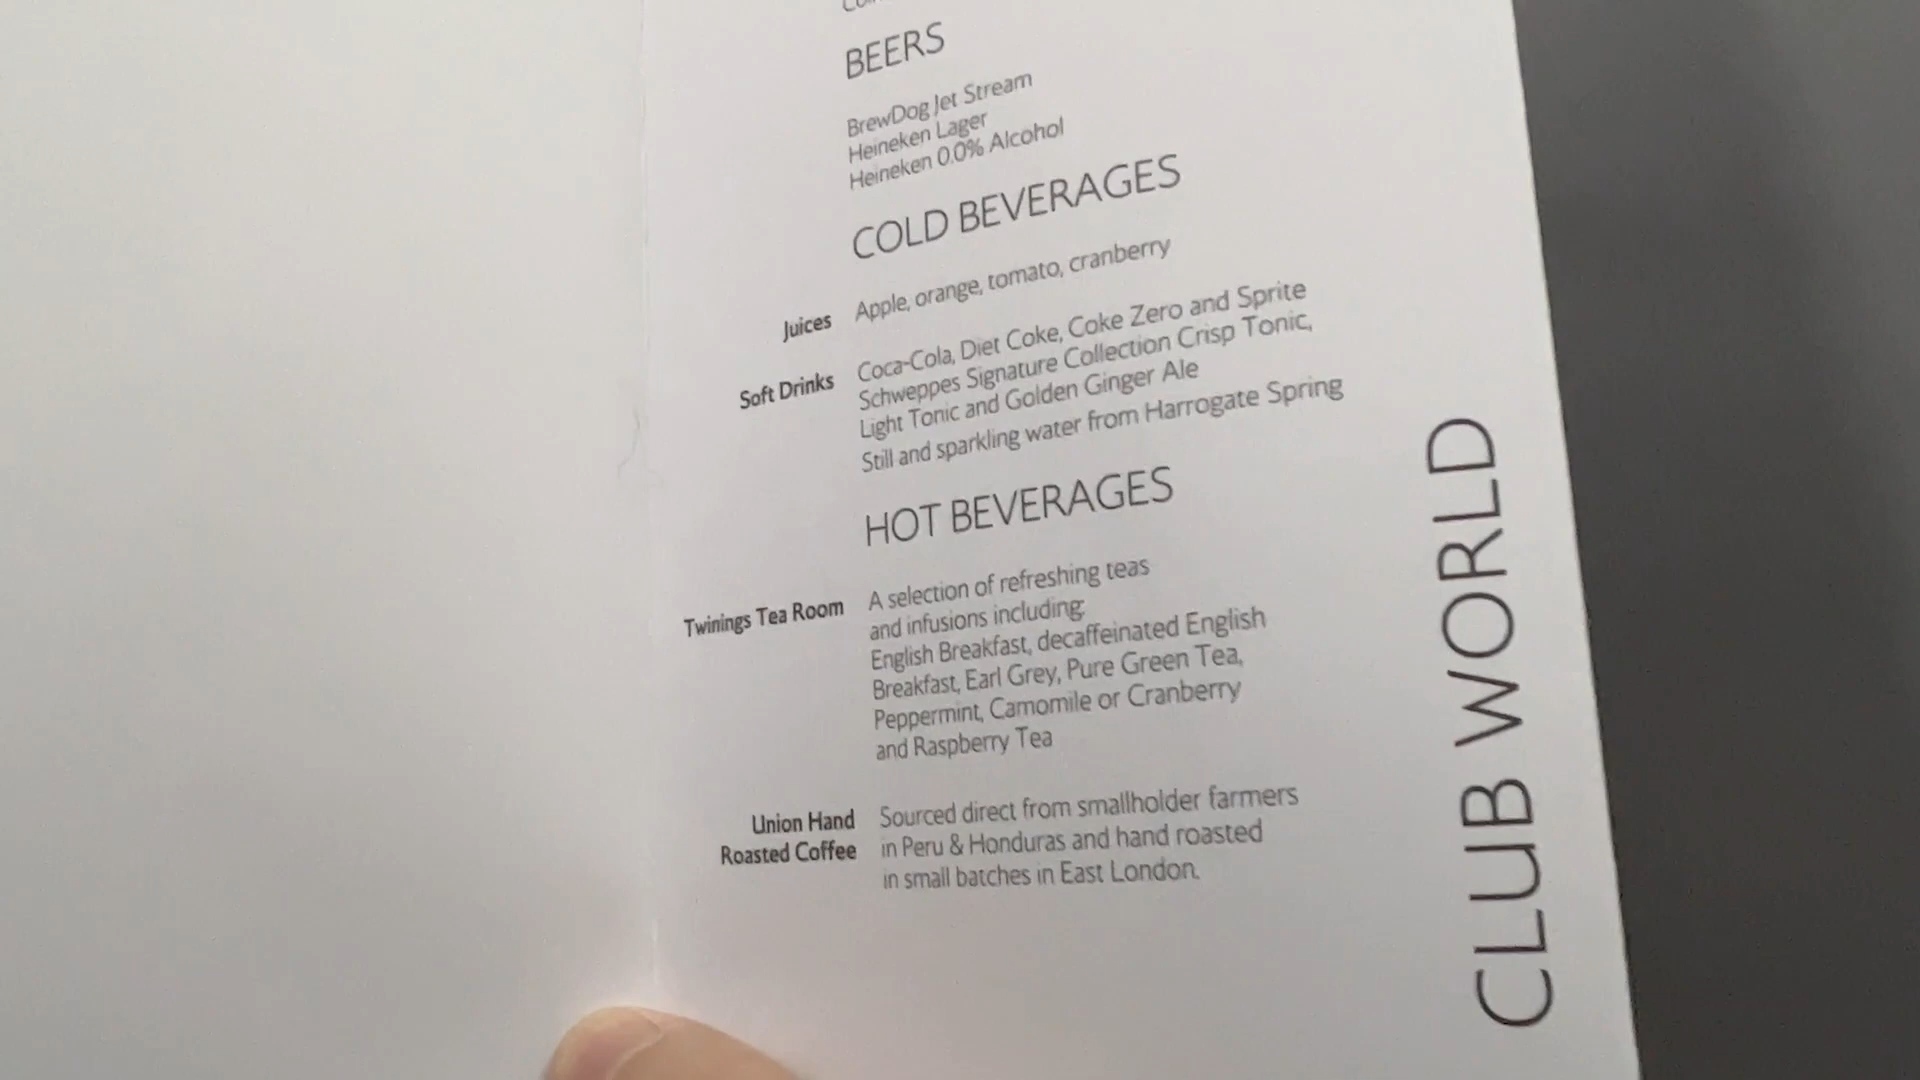 BEERS
BrewDog Jet Stream
Heineken Lager
Heineken 0.0% Alcohol
COLD BEVERAGES
Juices Apple, orange, tomato, cranberry
Soft Drinks Coca-Cola, Diet Coke, Coke Zero and Sprite
Schweppes Signature Collection Crisp Tonic,
Light Tonic and Golden Ginger Ale
Still and sparkling water from Harrogate Spring
HOT BEVERAGES
Twinings Tea Room A selection of refreshing teas
and infusions including:
English Breakfast, decaffeinated English
Breakfast, Earl Grey, Pure Green Tea,
Peppermint, Camomile or Cranberry
and Raspberry Tea
Union Hand Sourced direct from smallholder farmers
Roasted Coffee in Peru & Honduras and hand roasted
in small batches in East London.
CLUB WORLD